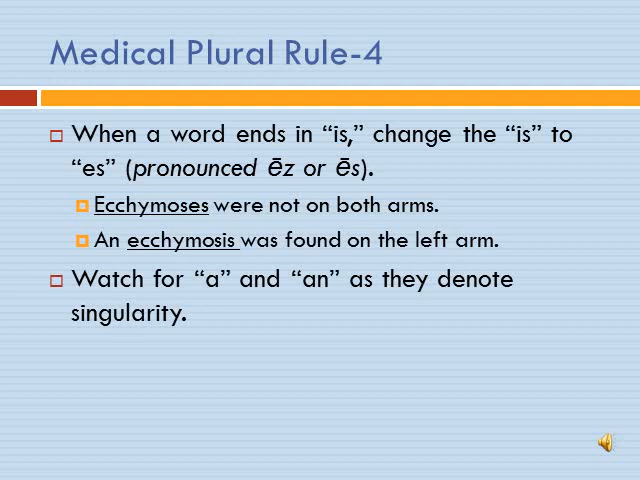 Medical Plural Rule-4
When a word ends in “is,” change the “is” to
“es” (pronounced ēz or ēs).
Ecchymoses were not on both arms.
An ecchymosis was found on the left arm.
Watch for “a” and “an” as they denote
singularity.